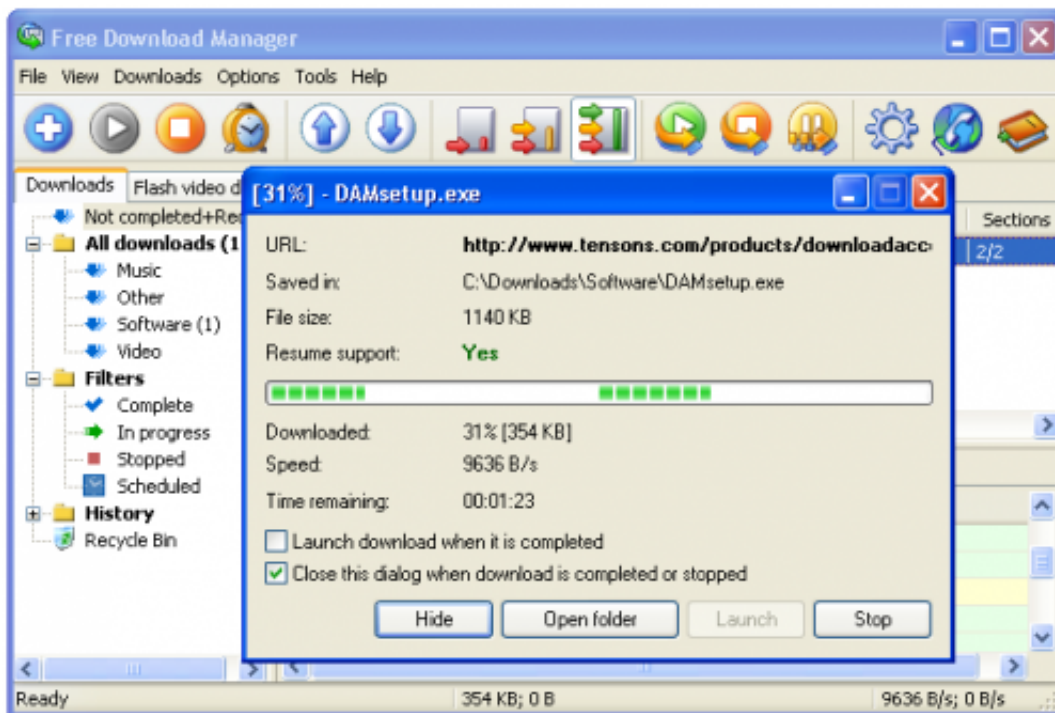 Free Download Manager
File View Downloads Options Tools Help
Downloads Flash video d
Not completed+Rec
All downloads (1
Music
Other
Software (1)
Video
Filters
Complete
In progress
Stopped
Scheduled
History
Recycle Bin
Sections
2/2
[31%] - DAMsetup.exe
URL: http://www.tensons.com/products/downloadacc
Saved in: C:\Downloads\Software\DAMsetup.exe
File size: 1140 KB
Resume support: Yes
Downloaded: 31% [354 KB]
Speed: 9636 B/s
Time remaining: 00:01:23
Launch download when it is completed
Close this dialog when download is completed or stopped
Hide Open folder Launch Stop
Ready 354 KB; 0 B 9636 B/s; 0 B/s